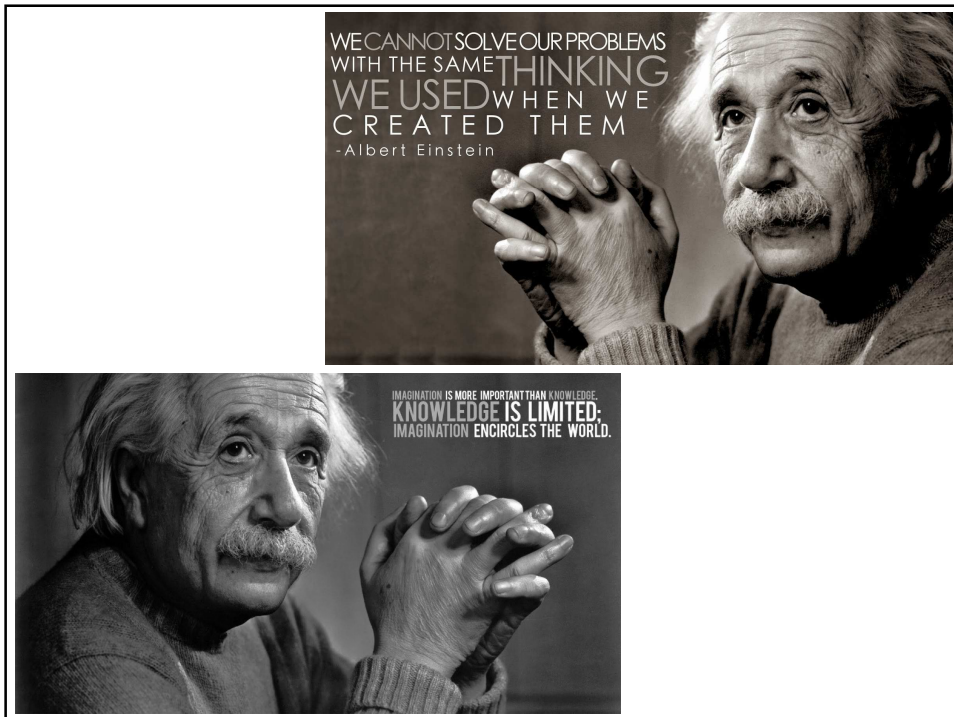 WE CANNOT SOLVE OUR PROBLEMS
WITH THE SAME THINKING
WE USED WHEN WE
CREATED THEM
-Albert Einstein
IMAGINATION IS MORE IMPORTANT THAN KNOWLEDGE.
KNOWLEDGE IS LIMITED;
IMAGINATION ENCIRCLES THE WORLD.